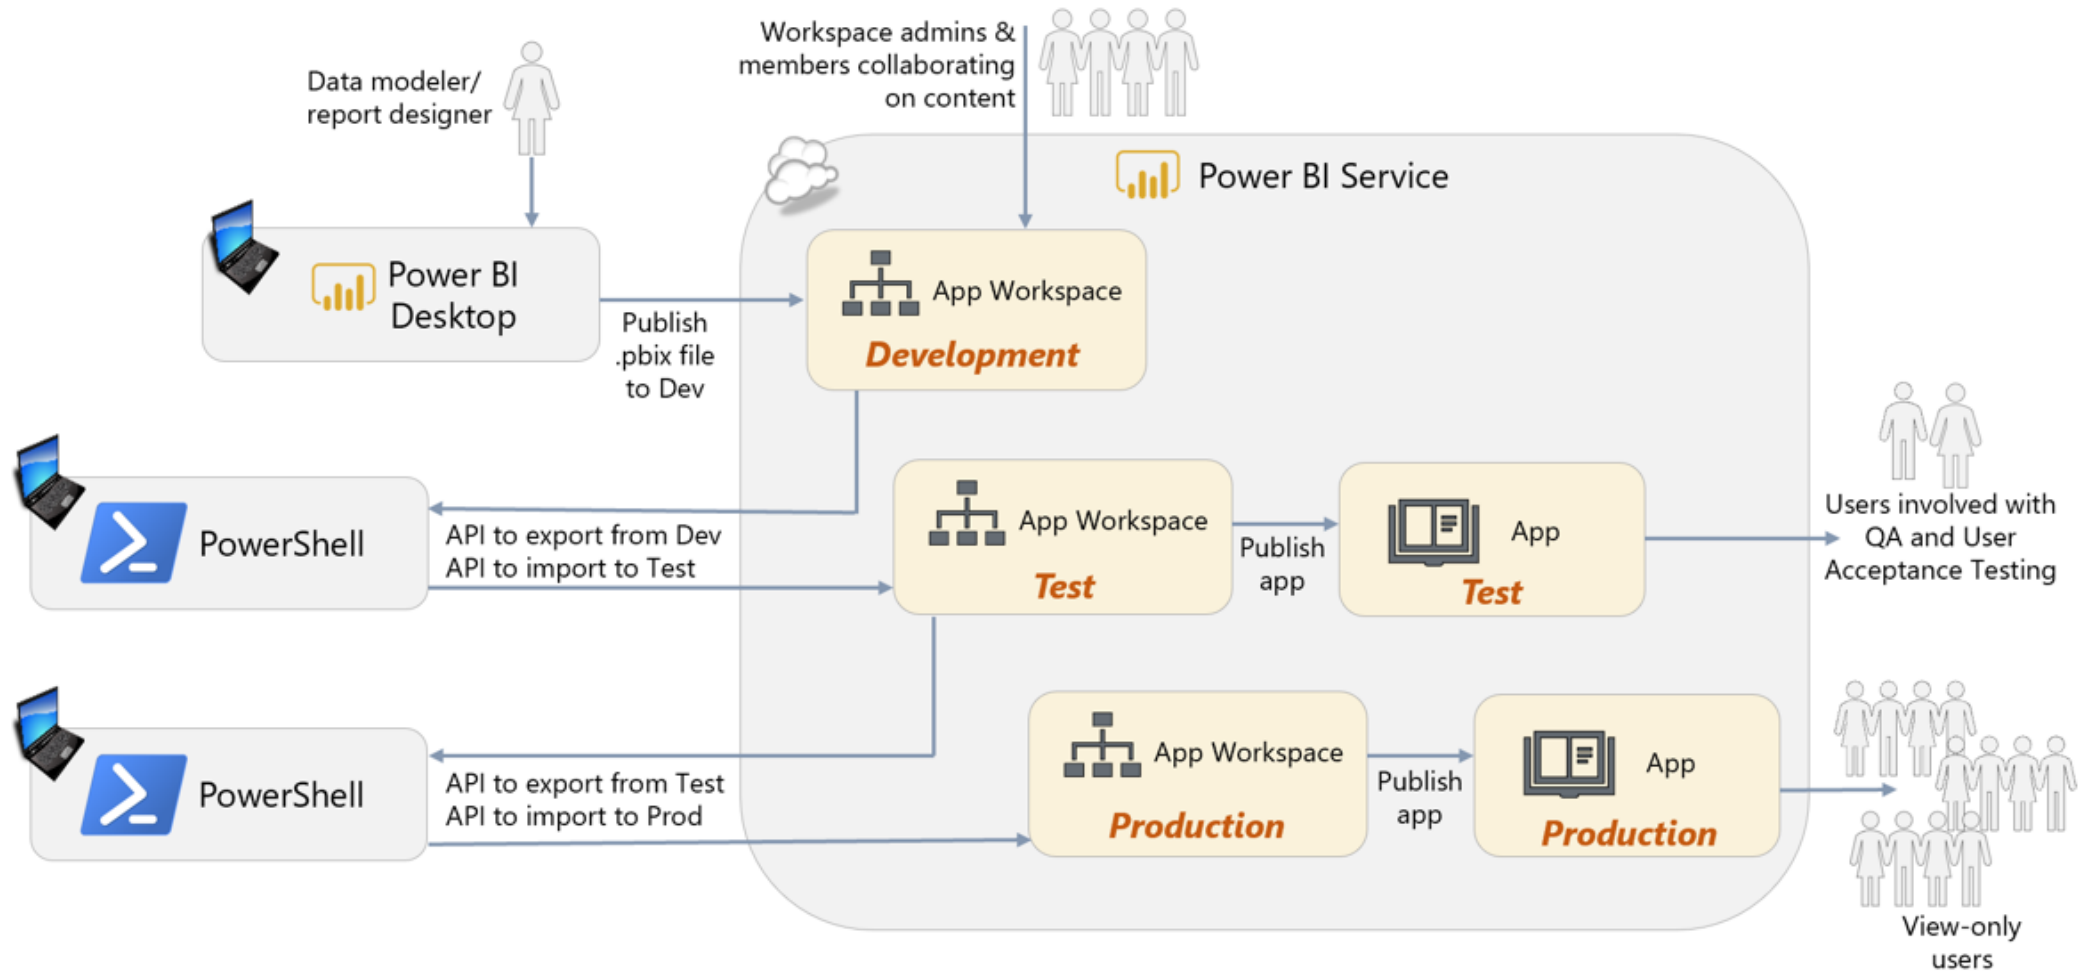 Workspace admins &
members collaborating
on content
Data modeler/
report designer
Power BI Service
Power BI
Desktop
Publish
.pbix file
to Dev
App Workspace
Development
PowerShell
API to export from Dev
API to import to Test
App Workspace
Test
Publish
app
App
Test
Users involved with
QA and User
Acceptance Testing
PowerShell
API to export from Test
API to import to Prod
App Workspace
Production
Publish
app
App
Production
View-only
users